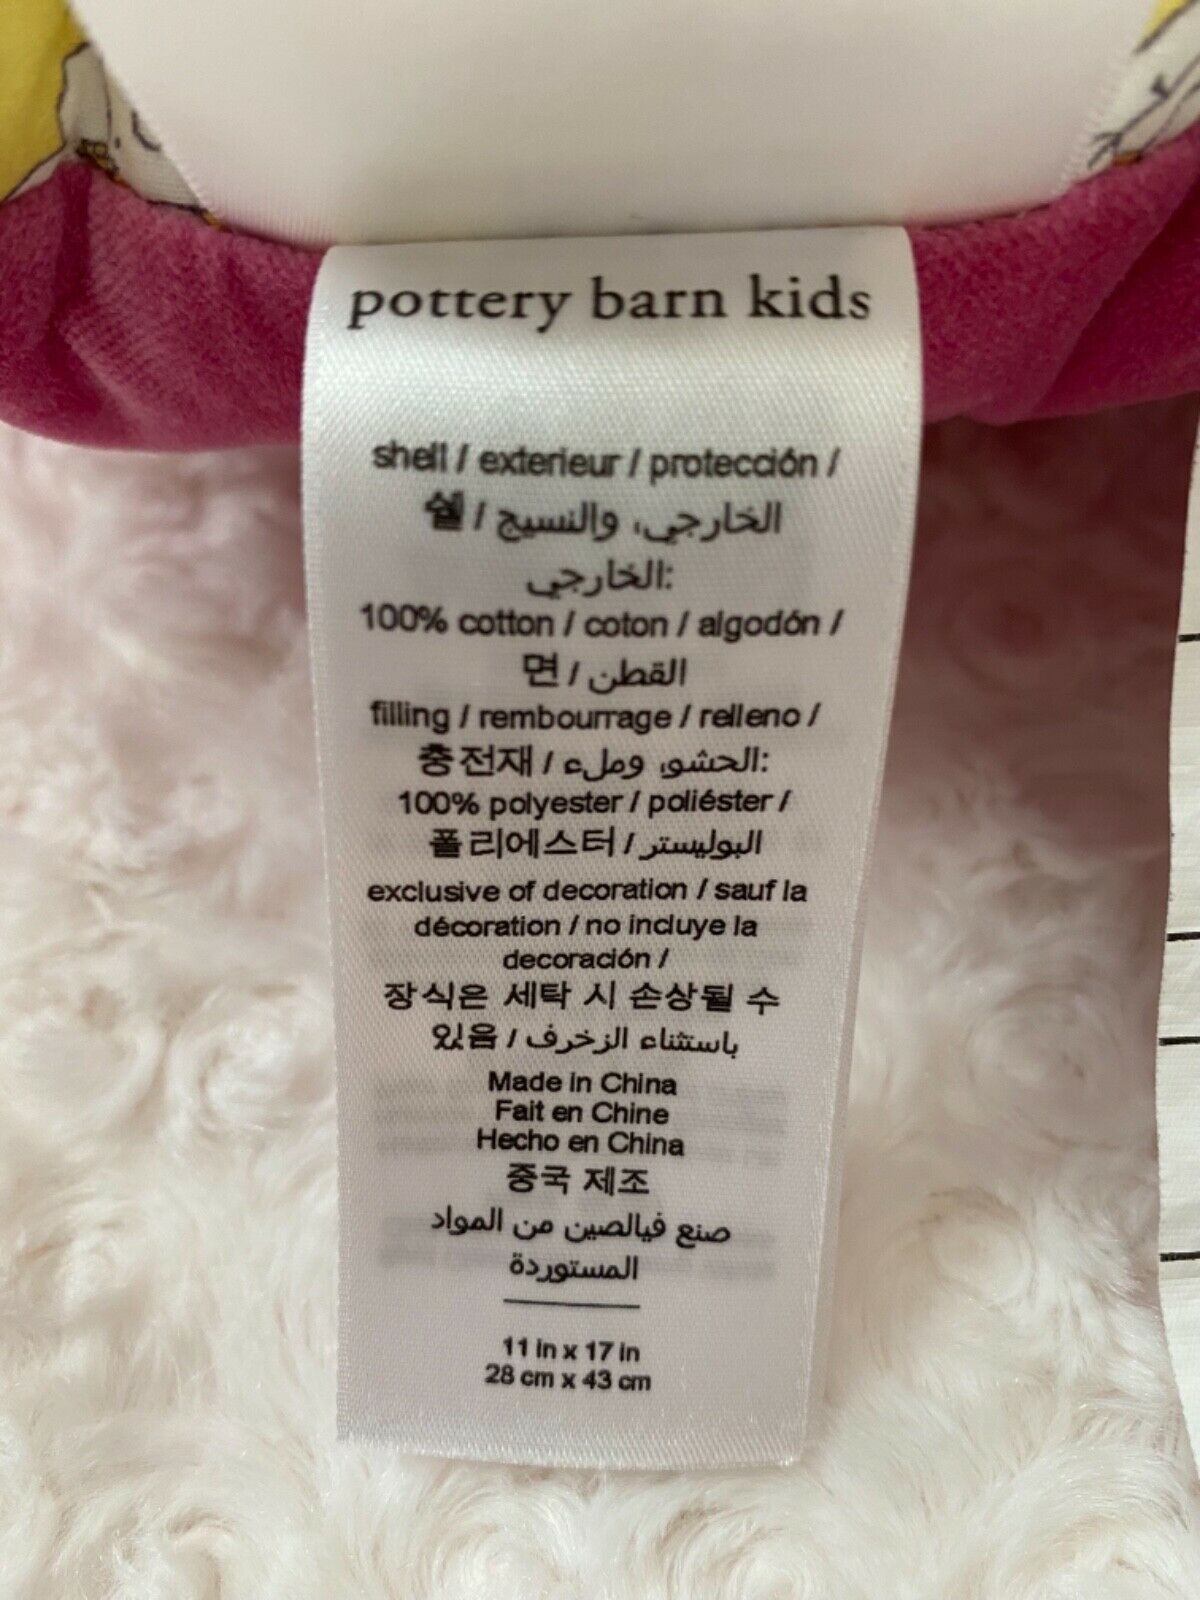 pottery barn kids
shell / exterieur / protección /
쉘 / الخارجي، والنسيج
الخارجي:
100% cotton / coton / algodón /
면 / القطن
filling / rembourrage / relleno /
충전재 / الحشو، وملء:
100% polyester / poliéster /
폴리에스터 / البوليستر
exclusive of decoration / sauf la
décoration / no incluye la
decoración /
장식은 세탁 시 손상될 수
있음 / باستثناء الزخرف
Made in China
Fait en Chine
Hecho en China
중국 제조
صنع فيالصين من المواد
المستوردة
11 in x 17 in
28 cm x 43 cm